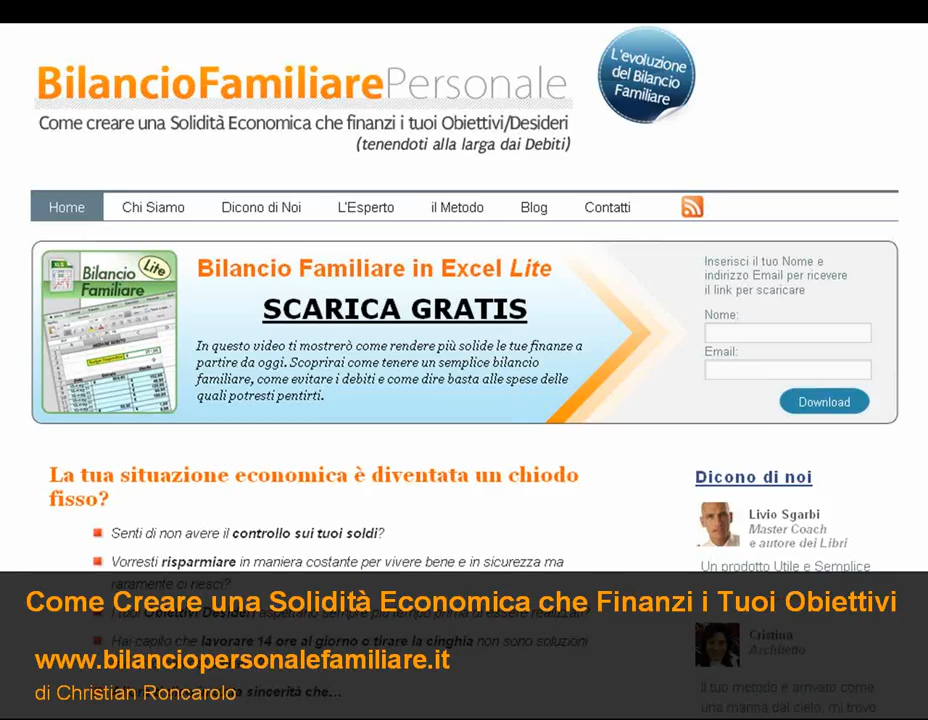 BilancioFamiliarePersonale
Come creare una Solidità Economica che finanzi i tuoi Obiettivi/Desideri
(tenendoti alla larga dai Debiti)
L'evoluzione
del Bilancio
Familiare
Home Chi Siamo Dicono di Noi L'Esperto il Metodo Blog Contatti
XLS
Bilancio Lite
Familiare
Bilancio Familiare in Excel Lite
SCARICA GRATIS
In questo video ti mostrerò come rendere più solide le tue finanze a
partire da oggi. Scoprirai come tenere un semplice bilancio
familiare, come evitare i debiti e come dire basta alle spese delle
quali potresti pentirti.
Inserisci il tuo Nome e
indirizzo Email per ricevere
il link per scaricare
Nome:
Email:
Download
La tua situazione economica è diventata un chiodo
fisso?
Senti di non avere il controllo sui tuoi soldi?
Vorresti risparmiare in maniera costante per vivere bene e in sicurezza ma
raramente ci riesci?
Hai capito che lavorare 14 ore al giorno o tirare la cinghia non sono soluzioni
sincerità che...
Dicono di noi
Livio Sgarbi
Master Coach
e autore dei Libri
Un prodotto Utile e Semplice
Cristina
Architetto
Il tuo metodo è arrivato come
una manna dal cielo, mi trovo
Come Creare una Solidità Economica che Finanzi i Tuoi Obiettivi
www.bilanciopersonalefamiliare.it
di Christian Roncarolo